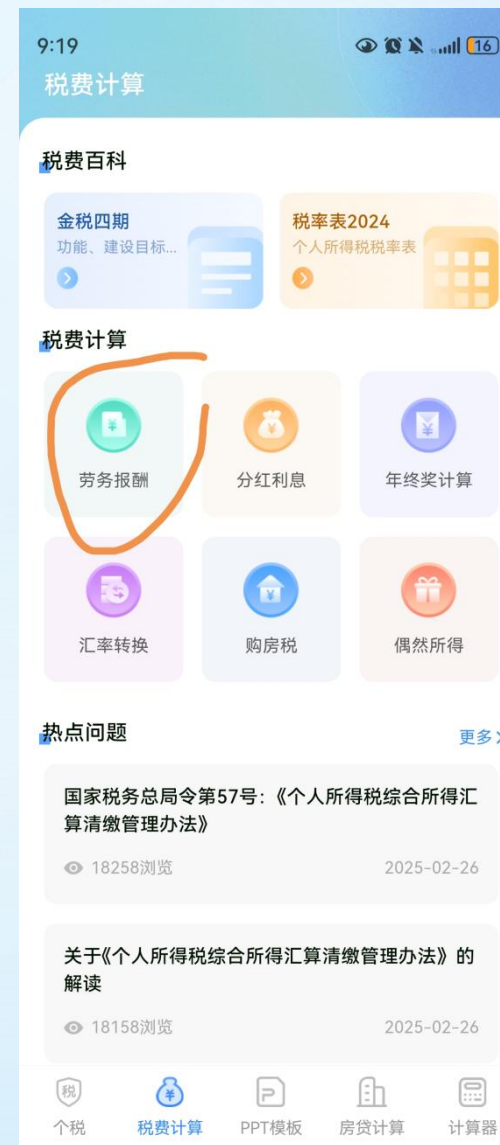 9:19
16
税费计算
税费百科
金税四期
功能、建设目标...
税率表2024
个人所得税税率表
税费计算
劳务报酬
分红利息
年终奖计算
汇率转换
购房税
偶然所得
热点问题
更多
国家税务总局令第57号:《个人所得税综合所得汇
算清缴管理办法》
18258浏览
2025-02-26
关于《个人所得税综合所得汇算清缴管理办法》的
解读
18158浏览
2025-02-26
税
个税
税费计算
PPT模板
房贷计算
计算器